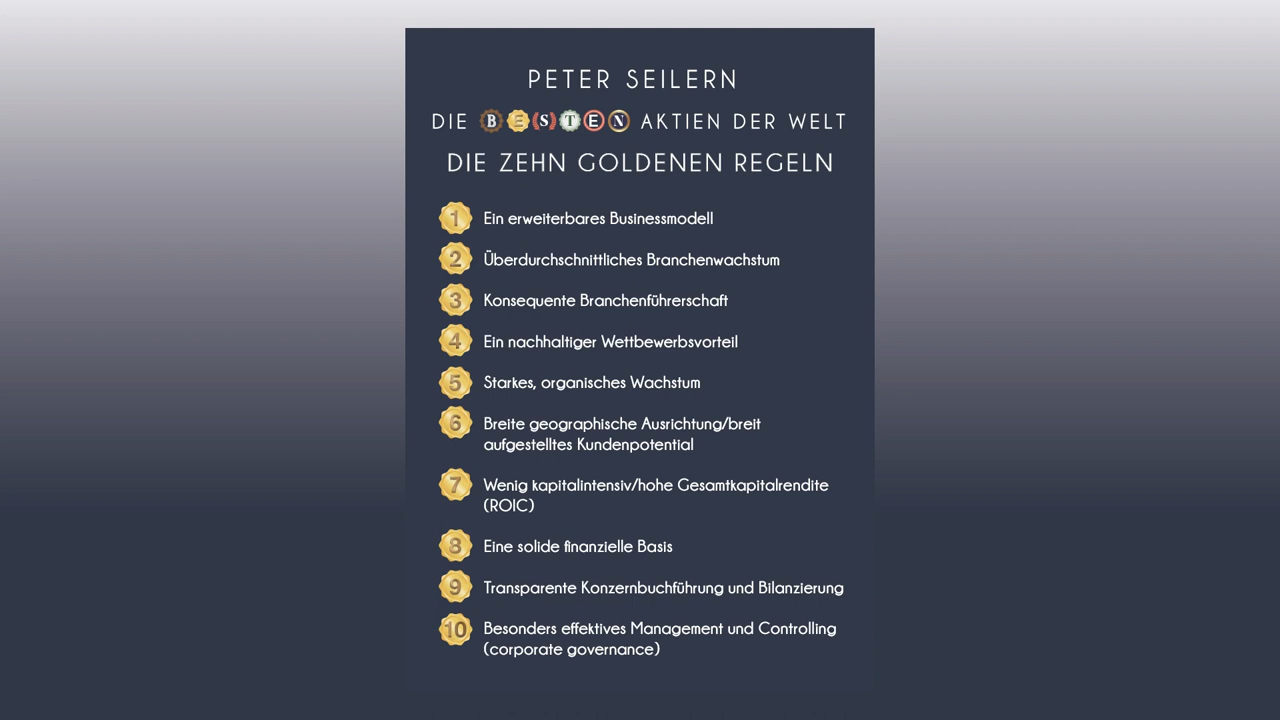 PETER SEILERN
DIE BESTEN AKTIEN DER WELT
DIE ZEHN GOLDENEN REGELN
1 Ein erweiterbares Businessmodell
2 Überdurchschnittliches Branchenwachstum
3 Konsequente Branchenführerschaft
4 Ein nachhaltiger Wettbewerbsvorteil
5 Starkes, organisches Wachstum
6 Breite geographische Ausrichtung/breit
aufgestelltes Kundenpotential
7 Wenig kapitalintensiv/hohe Gesamtkapitalrendite
(ROIC)
8 Eine solide finanzielle Basis
9 Transparente Konzernbuchführung und Bilanzierung
10 Besonders effektives Management und Controlling
(corporate governance)